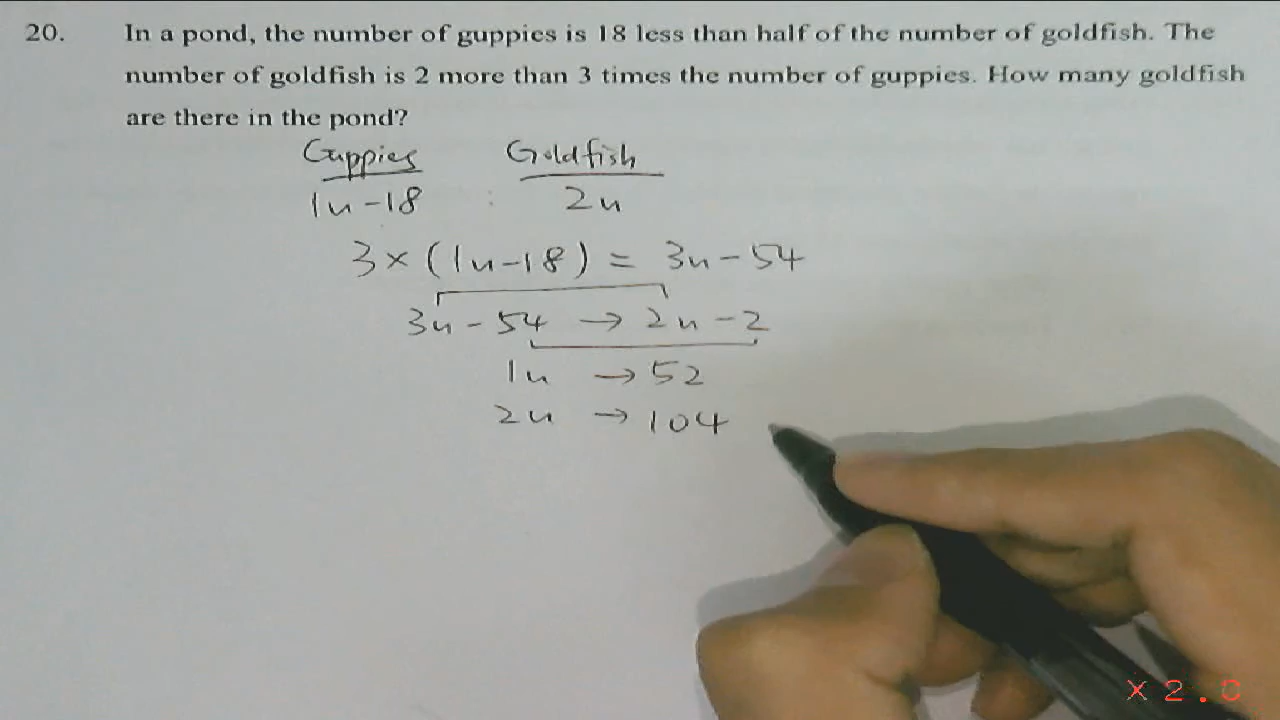 20. In a pond, the number of guppies is 18 less than half of the number of goldfish. The
number of goldfish is 2 more than 3 times the number of guppies. How many goldfish
are there in the pond?
Guppies Goldfish
1u - 18 : 2u
3 × (1u - 18) = 3u - 54
3u - 54 → 2u - 2
1u → 52
2u → 104
× 2.0